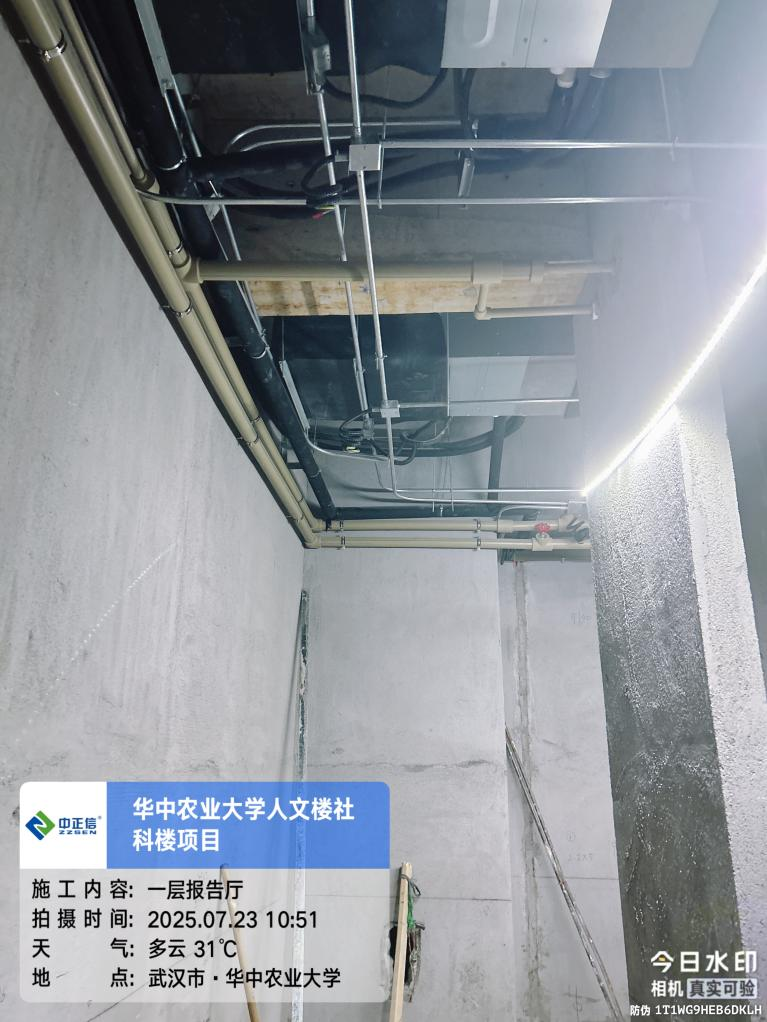 中正信®
ZZSEN
华中农业大学人文楼社
科楼项目
施工内容: 一层报告厅
拍摄时间: 2025.07.23 10:51
天气: 多云 31℃
地点: 武汉市·华中农业大学
今日水印
相机 真实可验
防伪 1T1WG9HEB6DKLH